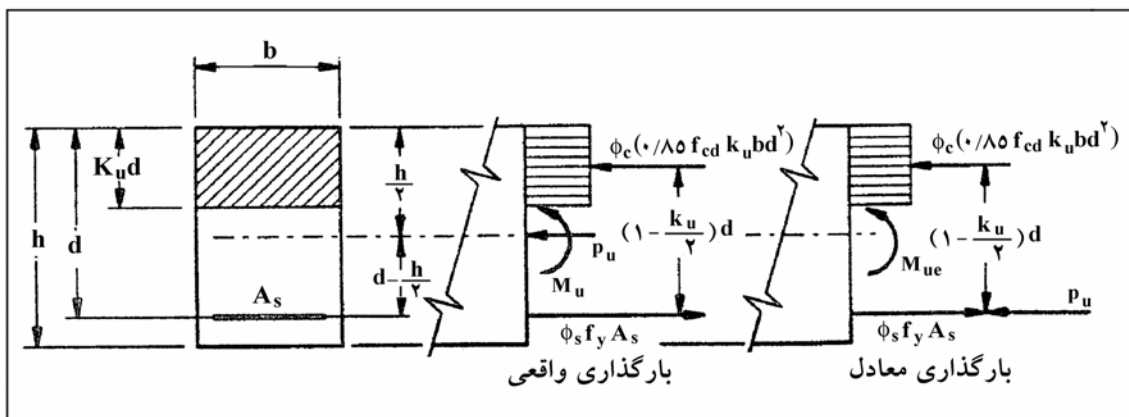 b
K_u d
d
h
A_s
h/۲
d-h/۲
φ_c(۰/۸۵ f_cd k_u bd^۲)
p_u
M_u
(۱-k_u/۲)d
φ_s f_y A_s
بارگذاری واقعی
φ_c(۰/۸۵ f_cd k_u bd^۲)
M_ue
(۱-k_u/۲)d
p_u
φ_s f_y A_s
بارگذاری معادل